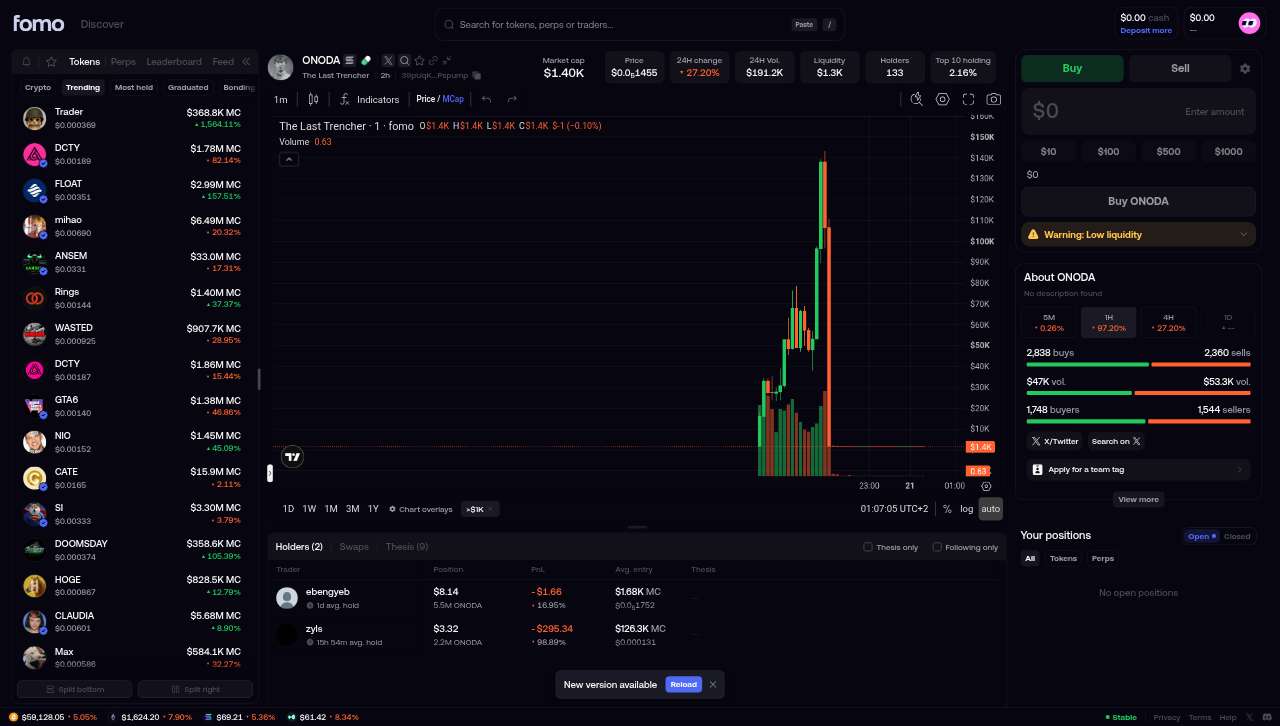 fomo
Discover
Search for tokens, perps or traders...
Paste
/
$0.00 cash
Deposit more
$0.00
Tokens Perps Leaderboard Feed
Crypto Trending Most held Graduated Bonding
Trader $368.8K MC
$0.000369 1,564.11%
DCTY $1.78M MC
$0.00189 82.14%
FLOAT $2.99M MC
$0.00351 157.51%
mihao $6.49M MC
$0.00690 20.32%
ANSEM $33.0M MC
$0.0331 17.31%
Rings $1.40M MC
$0.00144 37.37%
WASTED $907.7K MC
$0.000925 28.95%
DCTY $1.86M MC
$0.00187 15.44%
GTA6 $1.38M MC
$0.00140 46.86%
NIO $1.45M MC
$0.00152 45.09%
CATE $15.9M MC
$0.0165 2.11%
SI $3.30M MC
$0.00333 3.79%
DOOMSDAY $358.6K MC
$0.000374 105.39%
HOGE $828.5K MC
$0.000867 12.79%
CLAUDIA $5.68M MC
$0.00601 8.90%
Max $584.1K MC
$0.000586 32.27%
Split bottom Split right
ONODA
The Last Trencher 2h
Market cap
$1.40K
Price
$0.0₅1455
24H change
27.20%
24H Vol.
$191.2K
Liquidity
$1.3K
Holders
133
Top 10 holding
2.16%
1m Indicators Price / MCap
The Last Trencher · 1 · fomo O$1.4K H$1.4K L$1.4K C$1.4K $-1 (−0.10%)
Volume 0.63
$160K
$150K
$140K
$130K
$120K
$110K
$100K
$90K
$80K
$70K
$60K
$50K
$40K
$30K
$20K
$10K
$1.4K
0.63
23:00 21 01:00
1D 1W 1M 3M 1Y Chart overlays >$1K
01:07:05 UTC+2 % log auto
Holders (2) Swaps Thesis (9)
Thesis only Following only
Trader Position PnL Avg. entry Thesis
ebengyeb $8.14 -$1.66 $1.68K MC
1d avg. hold 5.5M ONODA 16.95% $0.0₅1752
zyls $3.32 -$295.34 $126.3K MC
15h 54m avg. hold 2.2M ONODA 98.89% $0.000131
New version available Reload
Buy Sell
$0 Enter amount
$10 $100 $500 $1000
$0
Buy ONODA
Warning: Low liquidity
About ONODA
No description found
5M 1H 4H 1D
0.26% 97.20% 27.20% --
2,838 buys 2,360 sells
$47K vol. $53.3K vol.
1,748 buyers 1,544 sellers
X/Twitter Search on X
Apply for a team tag
View more
Your positions
Open Closed
All Tokens Perps
No open positions
$59,128.05 5.05% $1,624.20 7.90% $69.21 5.36% $61.42 8.34%
Stable Privacy Terms Help